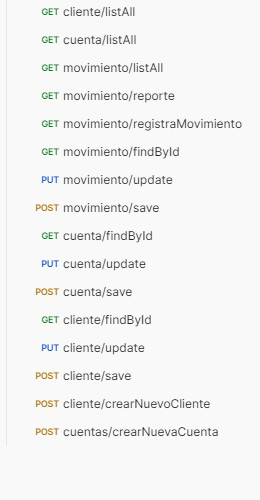 GET cliente/listAll
GET cuenta/listAll
GET movimiento/listAll
GET movimiento/reporte
GET movimiento/registraMovimiento
GET movimiento/findById
PUT movimiento/update
POST movimiento/save
GET cuenta/findById
PUT cuenta/update
POST cuenta/save
GET cliente/findById
PUT cliente/update
POST cliente/save
POST cliente/crearNuevoCliente
POST cuentas/crearNuevaCuenta